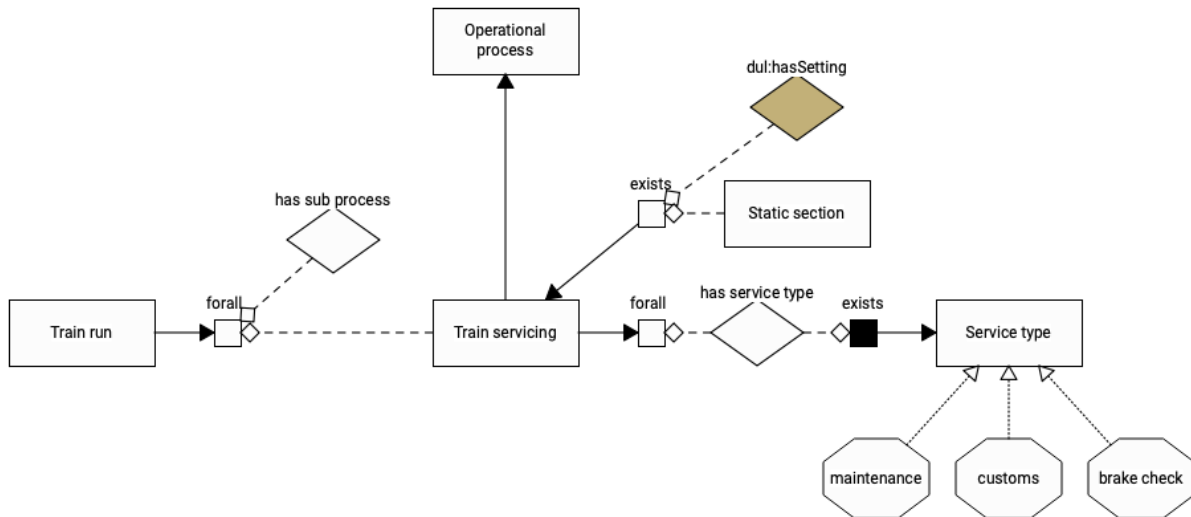 Operational
process
dul:hasSetting
exists
Static section
has sub process
forall
Train run
Train servicing
forall
has service type
exists
Service type
maintenance
customs
brake check